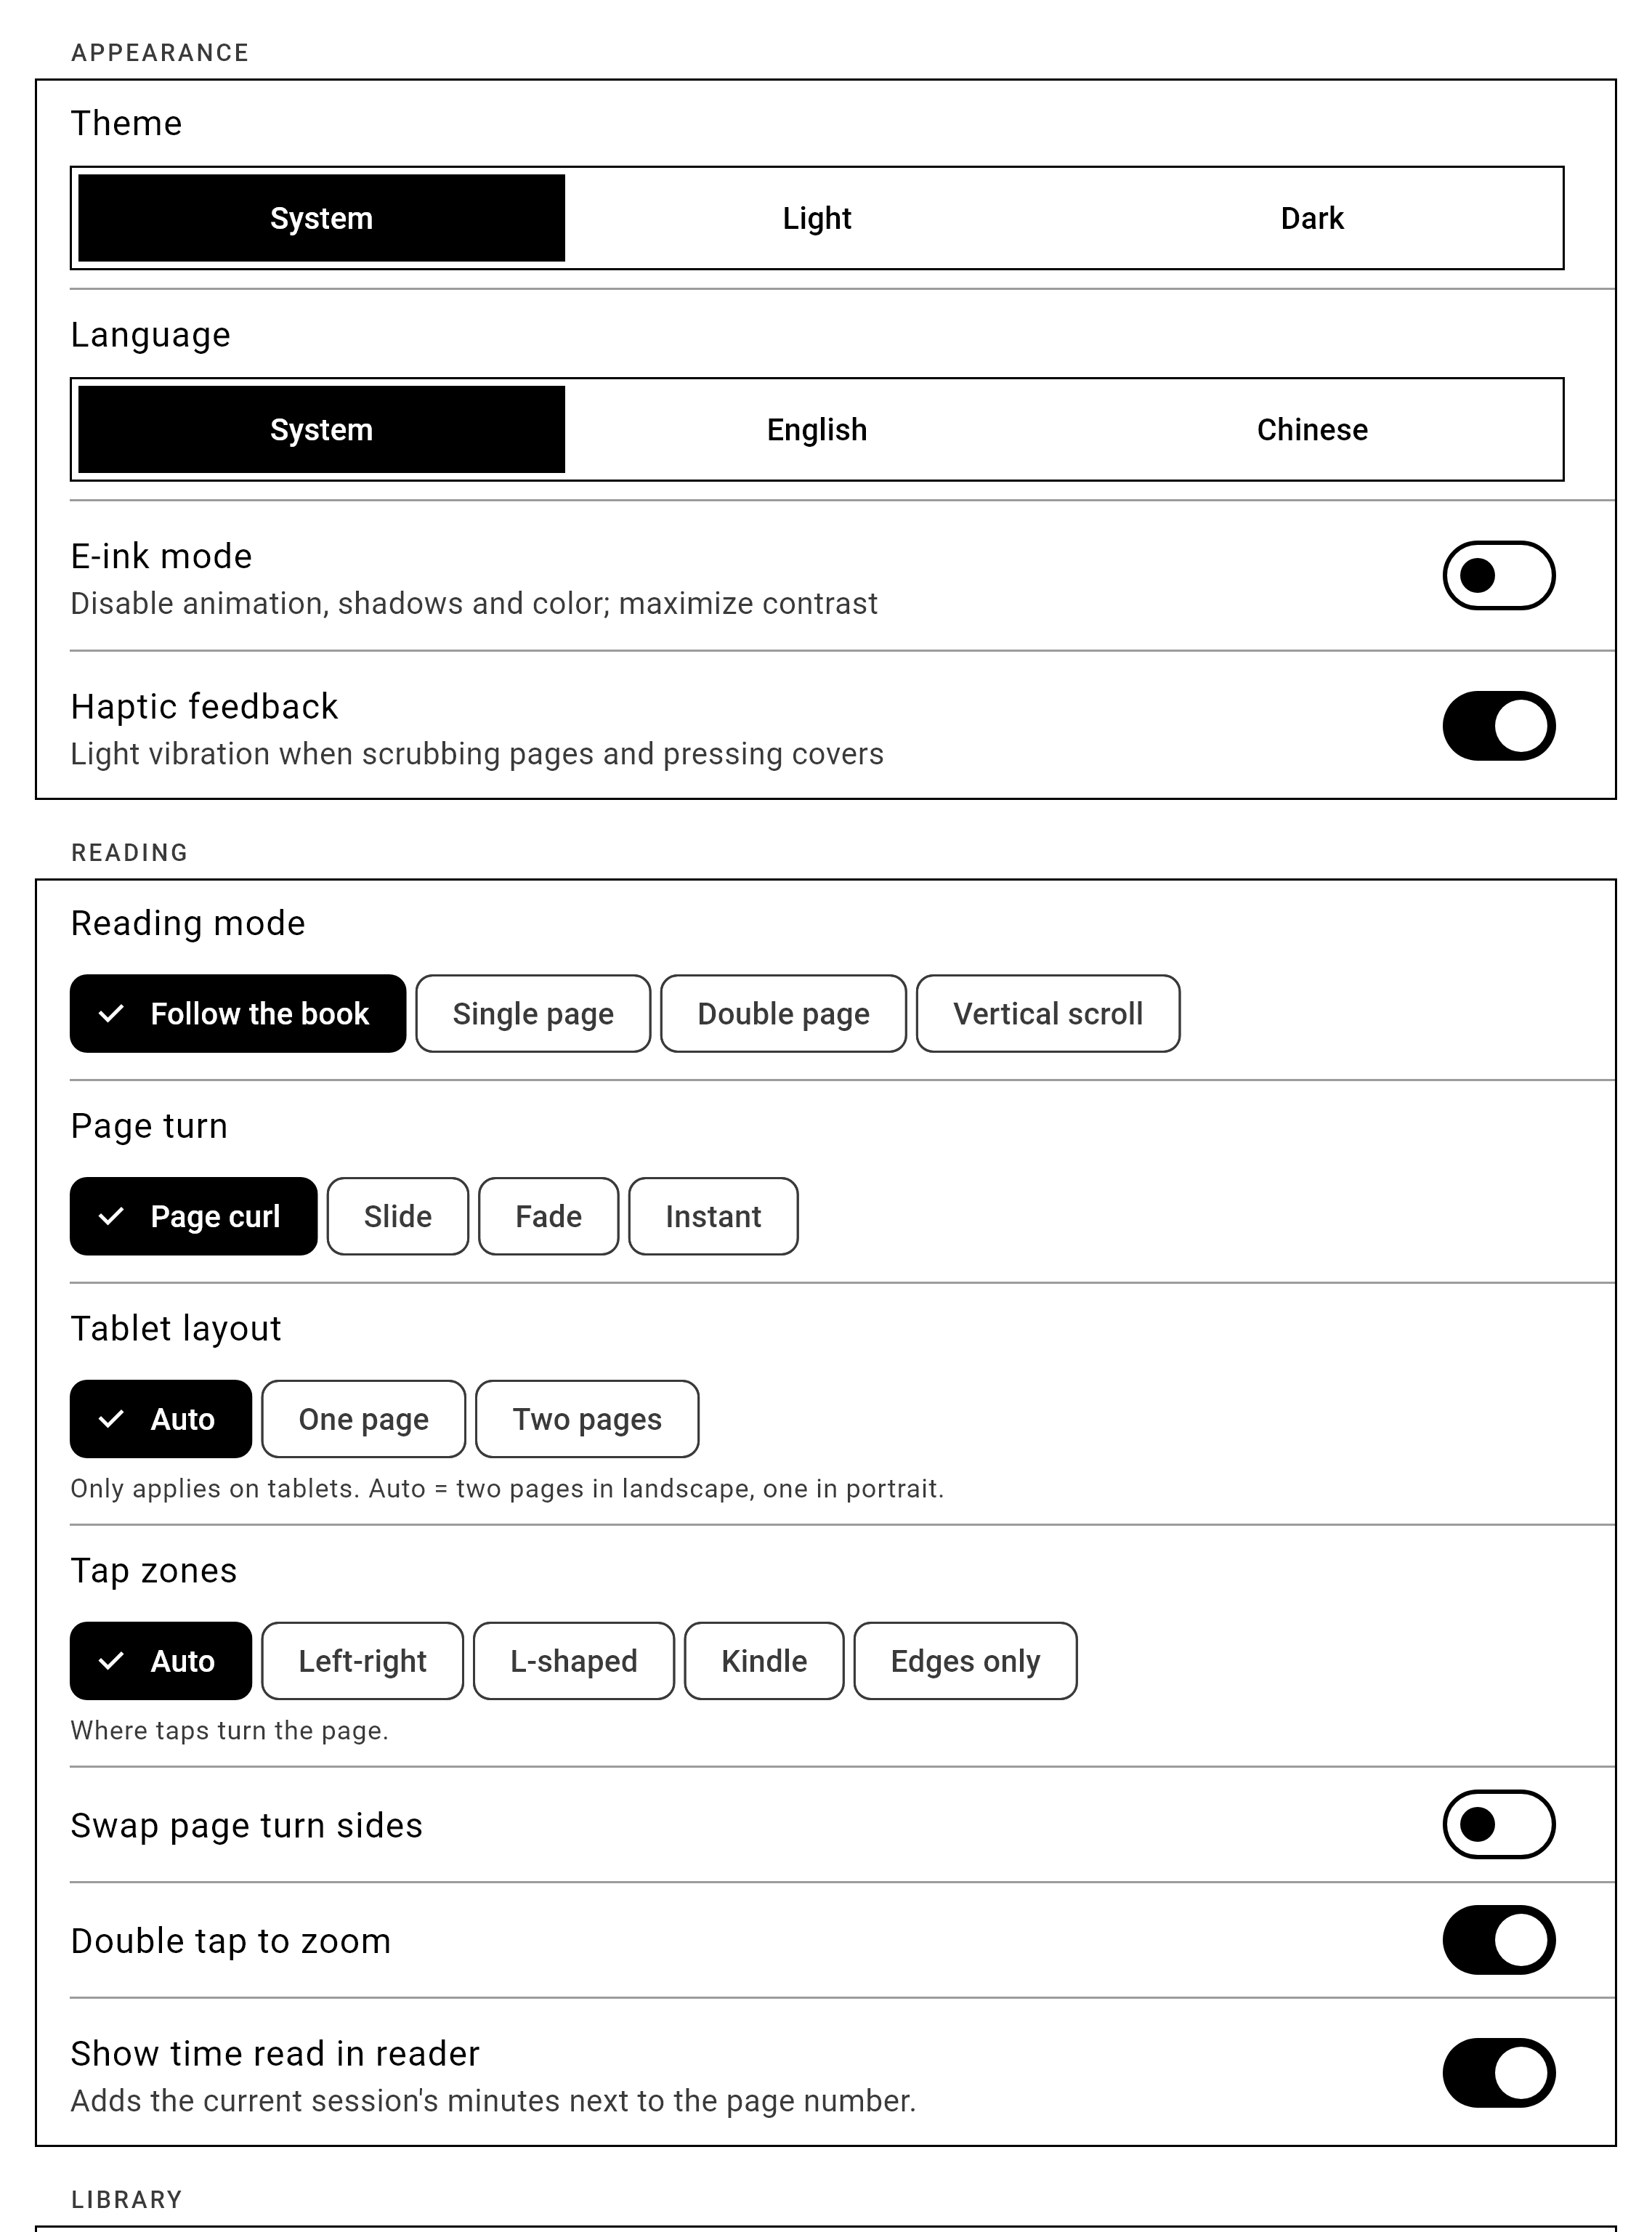 APPEARANCE
Theme
System Light Dark
Language
System English Chinese
E-ink mode
Disable animation, shadows and color; maximize contrast
Haptic feedback
Light vibration when scrubbing pages and pressing covers
READING
Reading mode
Follow the book Single page Double page Vertical scroll
Page turn
Page curl Slide Fade Instant
Tablet layout
Auto One page Two pages
Only applies on tablets. Auto = two pages in landscape, one in portrait.
Tap zones
Auto Left-right L-shaped Kindle Edges only
Where taps turn the page.
Swap page turn sides
Double tap to zoom
Show time read in reader
Adds the current session's minutes next to the page number.
LIBRARY